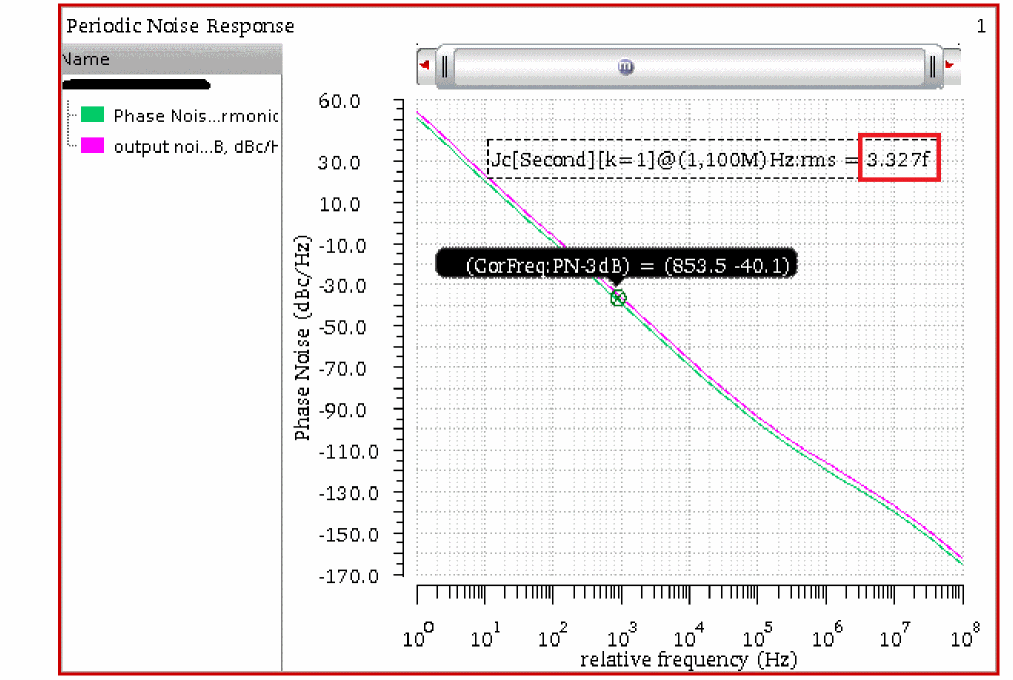 Periodic Noise Response 1
Name
Phase Nois...rmonic
output noi...B, dBc/H
60.0
30.0
10.0
-10.0
-30.0
-50.0
-70.0
-90.0
-110.0
-130.0
-150.0
-170.0
Phase Noise (dBc/Hz)
Jc[Second][k=1]@(1,100M)Hz:rms = 3.327f
(CorFreq:PN-3dB) = (853.5 -40.1)
10^0 10^1 10^2 10^3 10^4 10^5 10^6 10^7 10^8
relative frequency (Hz)